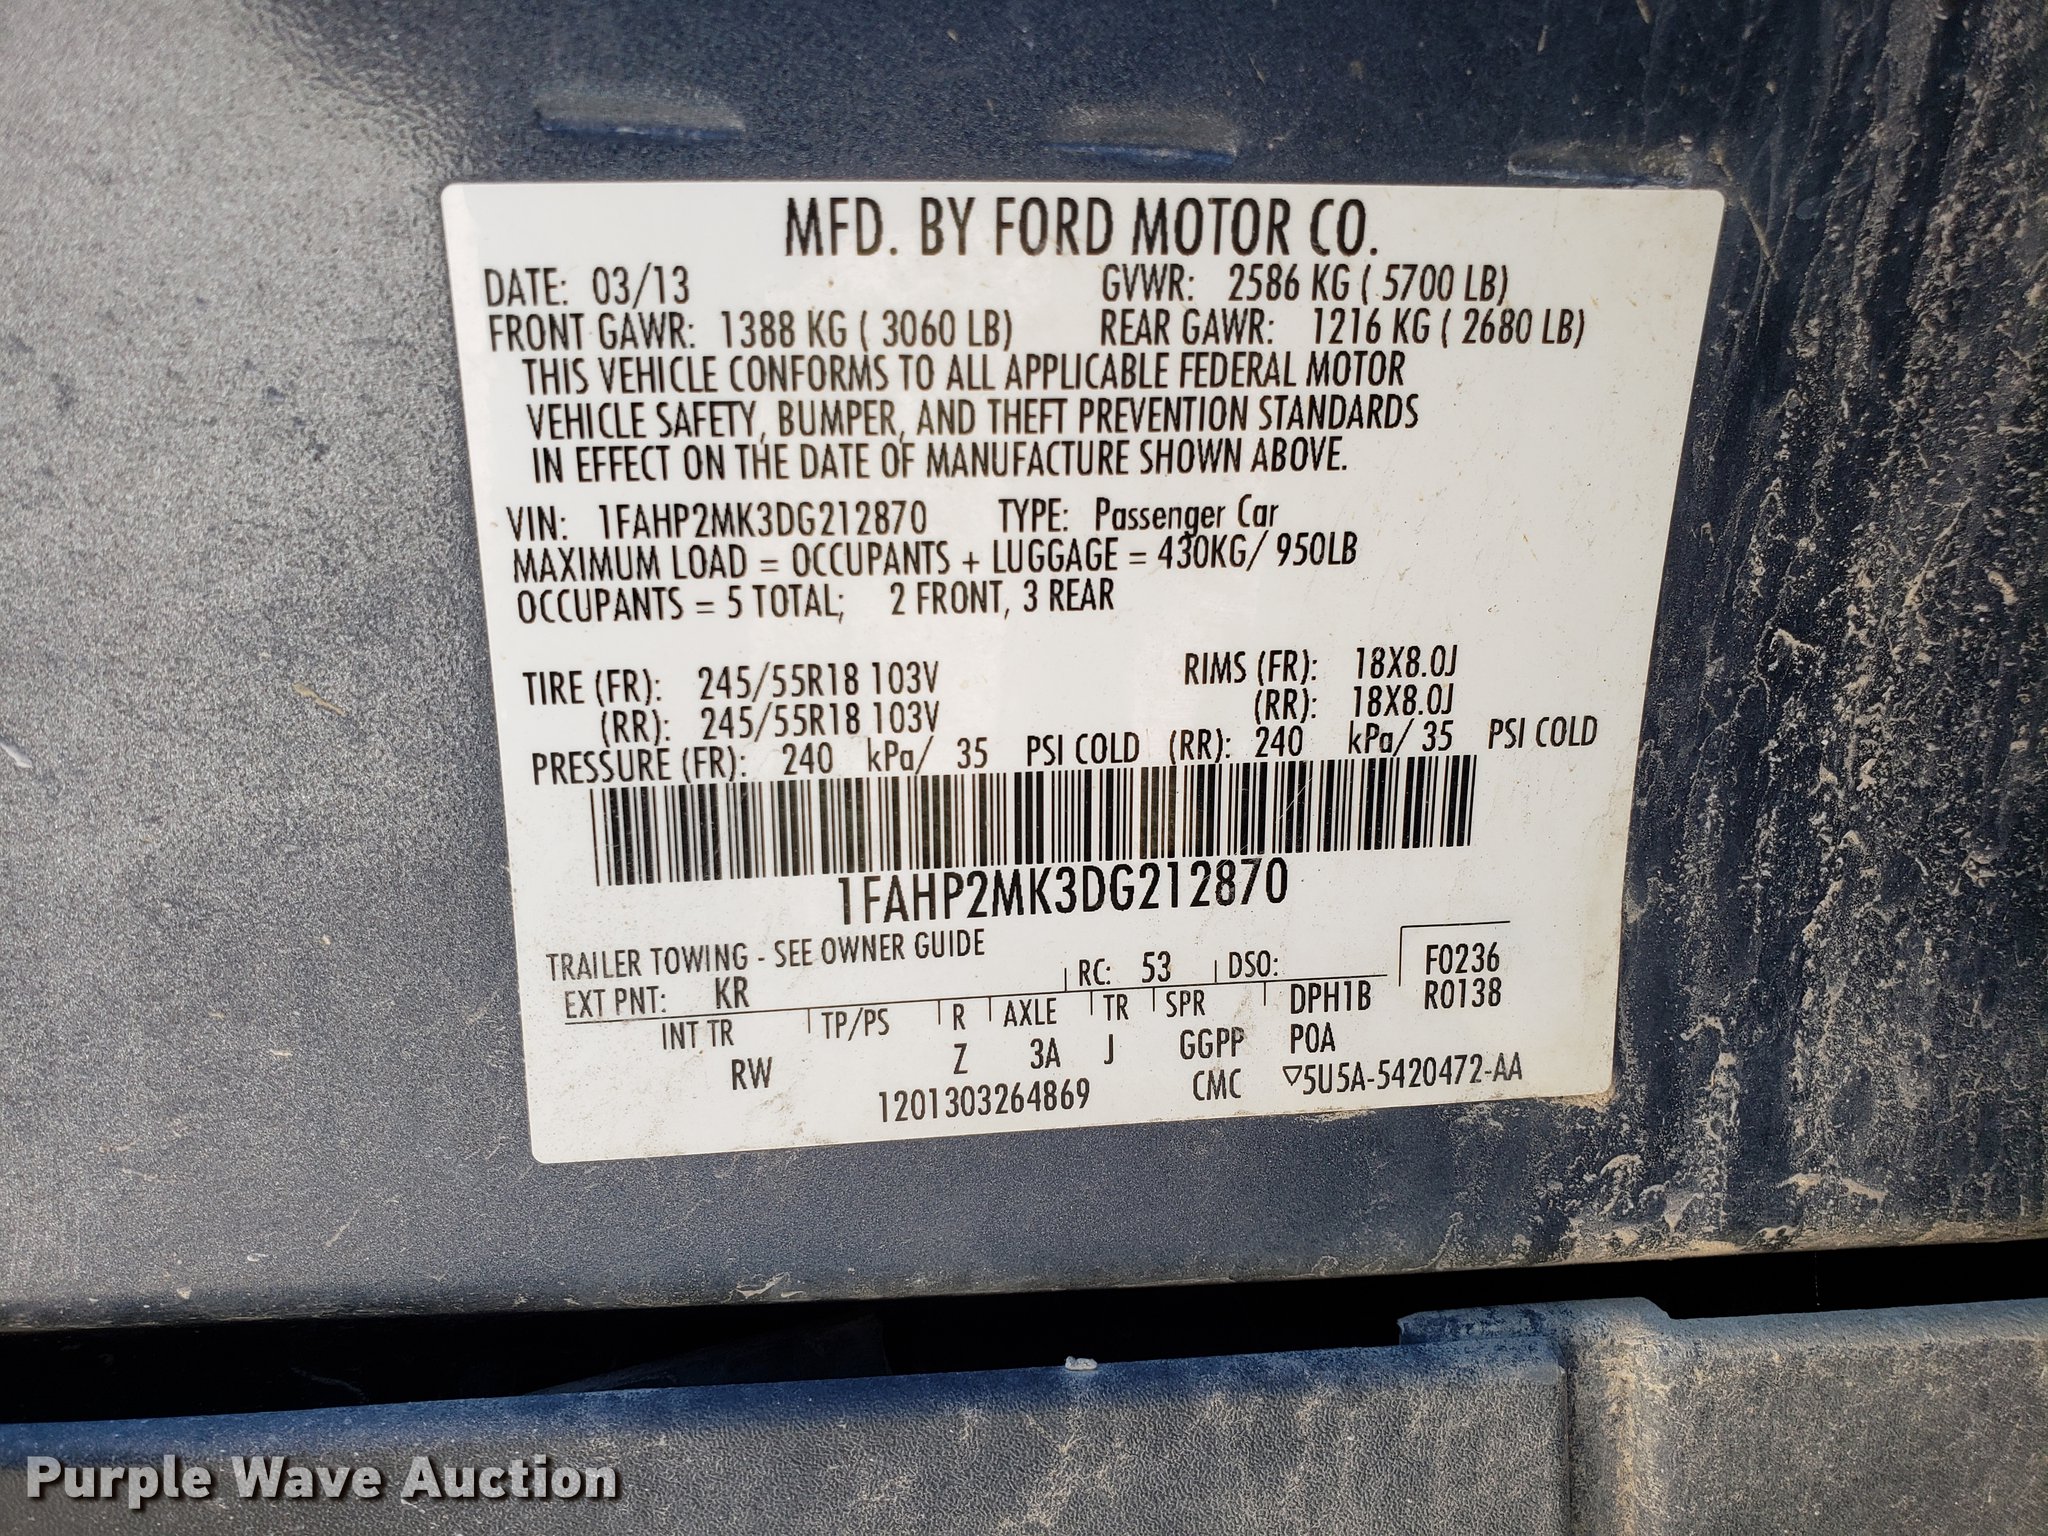 MFD. BY FORD MOTOR CO.
DATE: 03/13 GVWR: 2586 KG ( 5700 LB)
FRONT GAWR: 1388 KG ( 3060 LB) REAR GAWR: 1216 KG ( 2680 LB)
THIS VEHICLE CONFORMS TO ALL APPLICABLE FEDERAL MOTOR
VEHICLE SAFETY, BUMPER, AND THEFT PREVENTION STANDARDS
IN EFFECT ON THE DATE OF MANUFACTURE SHOWN ABOVE.
VIN: 1FAHP2MK3DG212870 TYPE: Passenger Car
MAXIMUM LOAD = OCCUPANTS + LUGGAGE = 430KG/ 950LB
OCCUPANTS = 5 TOTAL; 2 FRONT, 3 REAR
TIRE (FR): 245/55R18 103V RIMS (FR): 18X8.0J
(RR): 245/55R18 103V (RR): 18X8.0J
PRESSURE (FR): 240 kPa/ 35 PSI COLD (RR): 240 kPa/ 35 PSI COLD
1FAHP2MK3DG212870
TRAILER TOWING - SEE OWNER GUIDE
EXT PNT: KR RC: 53 DSO: F0236
INT TR TP/PS R AXLE TR SPR DPH1B R0138
RW Z 3A J GGPP POA
1201303264869 CMC ▽5U5A-5420472-AA
Purple Wave Auction